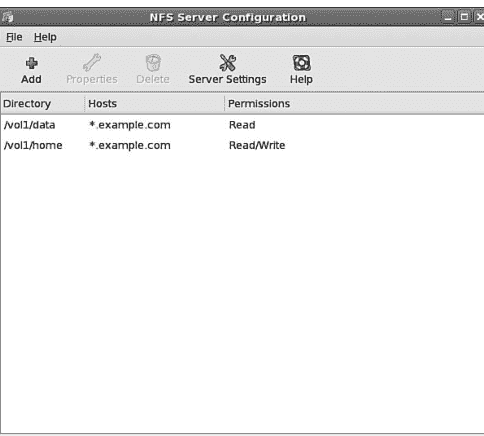 NFS Server Configuration
File Help
Add Properties Delete Server Settings Help
Directory Hosts Permissions
/vol1/data *.example.com Read
/vol1/home *.example.com Read/Write